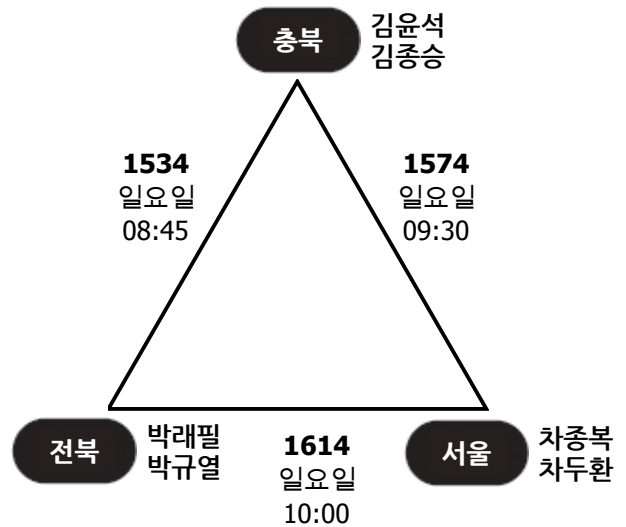 충북
김윤석
김종승
1534
일요일
08:45
1574
일요일
09:30
전북
박래필
박규열
1614
일요일
10:00
서울
차종복
차두환